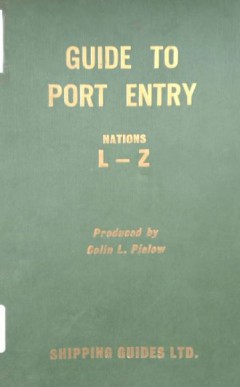 GUIDE TO
PORT ENTRY
NATIONS
L – Z
Produced by
Colin L. Pielow
SHIPPING GUIDES LTD.